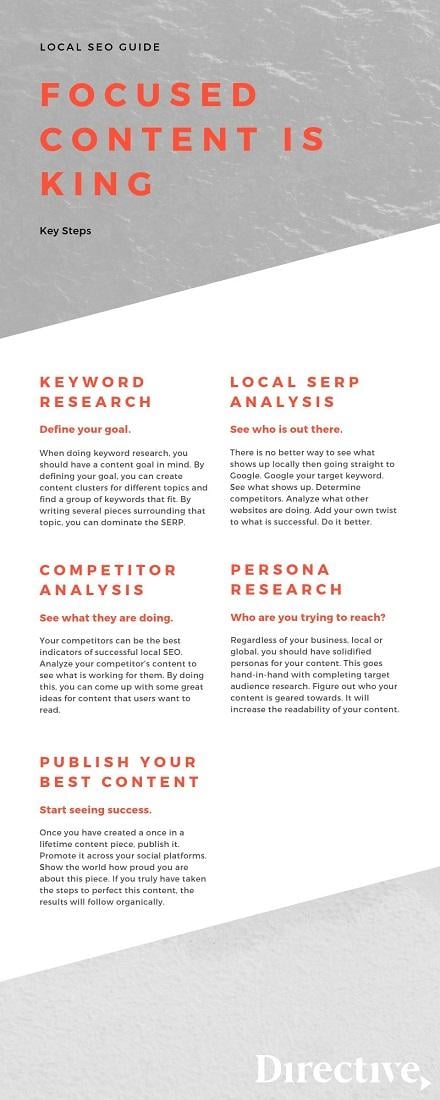 LOCAL SEO GUIDE
FOCUSED
CONTENT IS
KING
Key Steps
KEYWORD
RESEARCH
Define your goal.
When doing keyword research, you
should have a content goal in mind. By
defining your goal, you can create
content clusters for different topics and
find a group of keywords that fit. By
writing several pieces surrounding that
topic, you can dominate the SERP.
LOCAL SERP
ANALYSIS
See who is out there.
There is no better way to see what
shows up locally then going straight to
Google. Google your target keyword.
See what shows up. Determine
competitors. Analyze what other
websites are doing. Add your own twist
to what is successful. Do it better.
COMPETITOR
ANALYSIS
See what they are doing.
Your competitors can be the best
indicators of successful local SEO.
Analyze your competitor's content to
see what is working for them. By doing
this, you can come up with some great
ideas for content that users want to
read.
PERSONA
RESEARCH
Who are you trying to reach?
Regardless of your business, local or
global, you should have solidified
personas for your content. This goes
hand-in-hand with completing target
audience research. Figure out who your
content is geared towards. It will
increase the readability of your content.
PUBLISH YOUR
BEST CONTENT
Start seeing success.
Once you have created a once in a
lifetime content piece, publish it.
Promote it across your social platforms.
Show the world how proud you are
about this piece. If you truly have taken
the steps to perfect this content, the
results will follow organically.
Directive